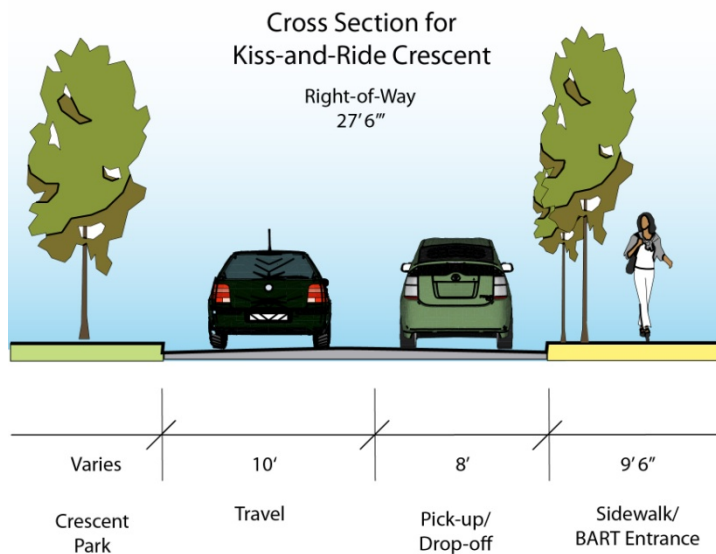 Cross Section for
Kiss-and-Ride Crescent
Right-of-Way
27' 6'"
Varies
10'
8'
9' 6"
Crescent
Park
Travel
Pick-up/
Drop-off
Sidewalk/
BART Entrance